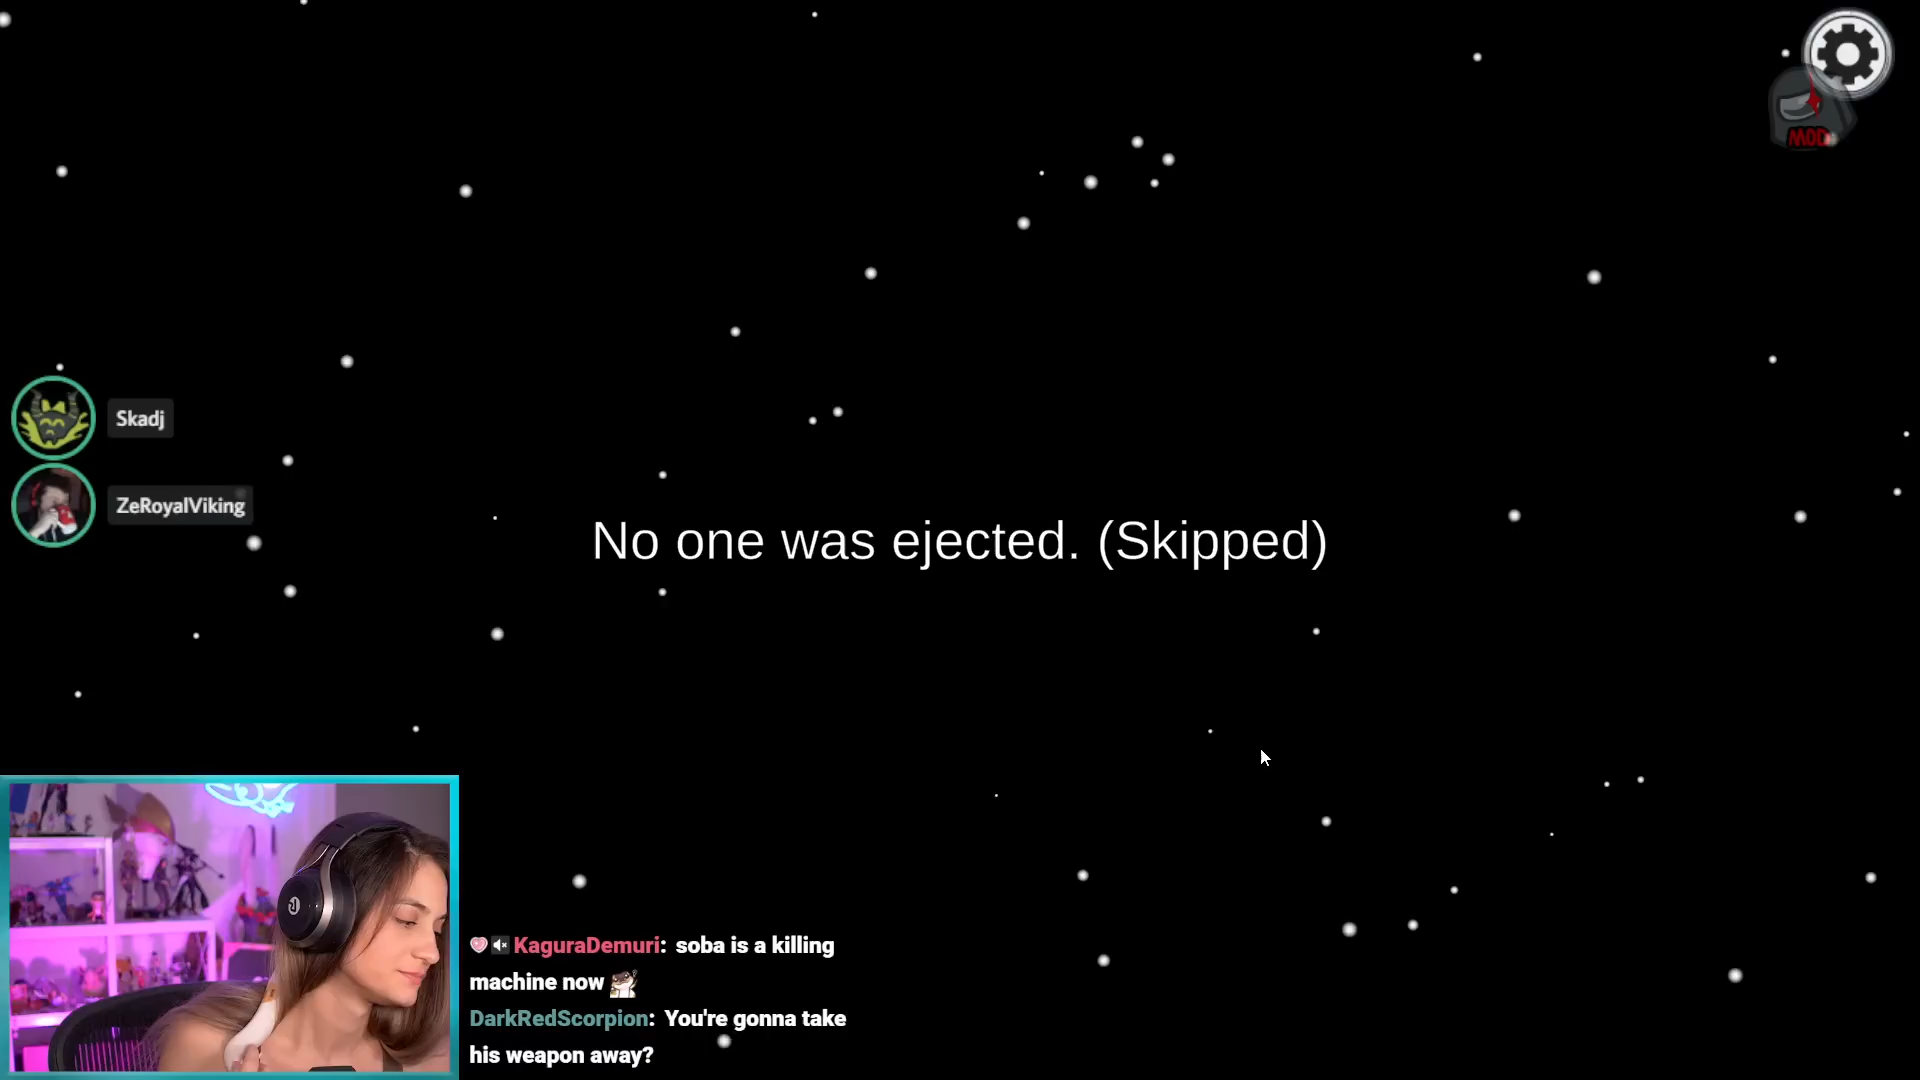 MOD
Skadj
ZeRoyalViking
No one was ejected. (Skipped)
KaguraDemuri: soba is a killing
machine now
DarkRedScorpion: You're gonna take
his weapon away?